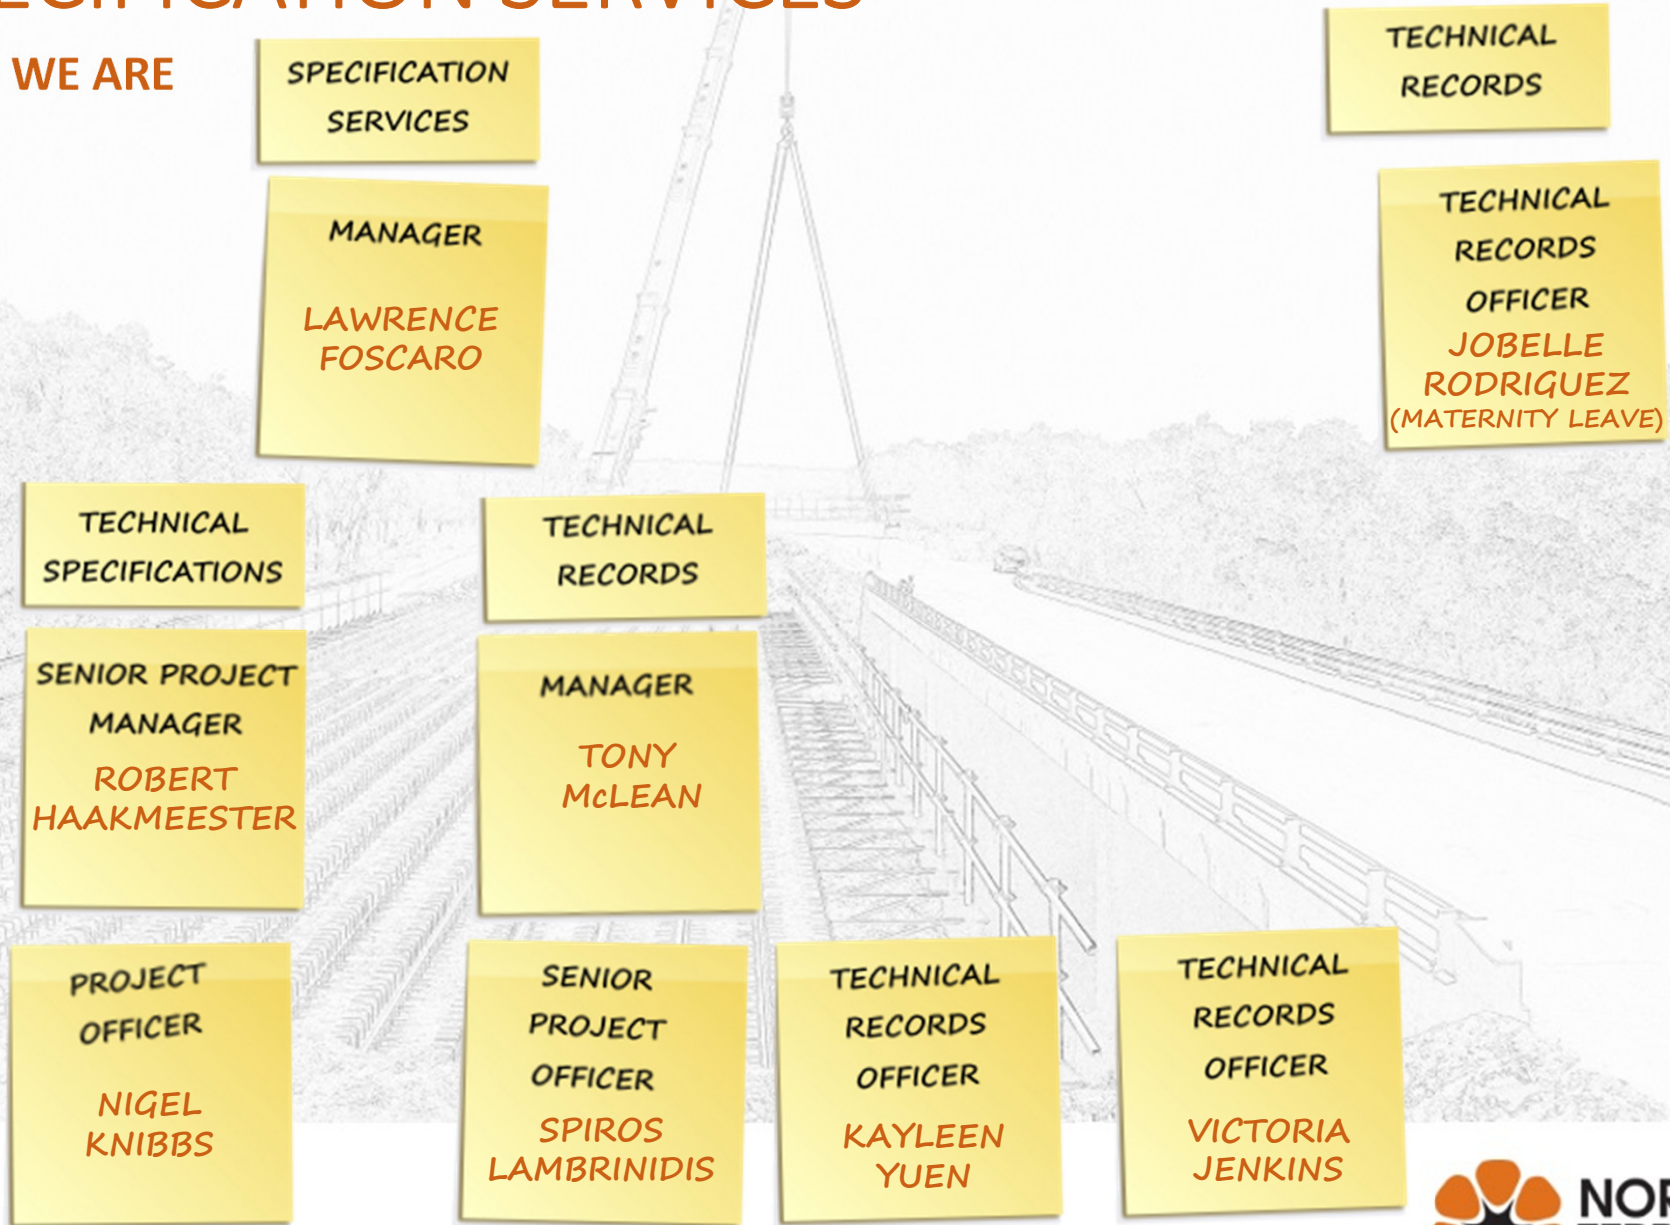 SERVICES
WE ARE
SPECIFICATION
SERVICES
MANAGER
LAWRENCE
FOSCARO
TECHNICAL
RECORDS
TECHNICAL
RECORDS
OFFICER
JOBELLE
RODRIGUEZ
(MATERNITY LEAVE)
TECHNICAL
SPECIFICATIONS
SENIOR PROJECT
MANAGER
ROBERT
HAAKMEESTER
PROJECT
OFFICER
NIGEL
KNIBBS
TECHNICAL
RECORDS
MANAGER
TONY
McLEAN
SENIOR
PROJECT
OFFICER
SPIROS
LAMBRINIDIS
TECHNICAL
RECORDS
OFFICER
KAYLEEN
YUEN
TECHNICAL
RECORDS
OFFICER
VICTORIA
JENKINS